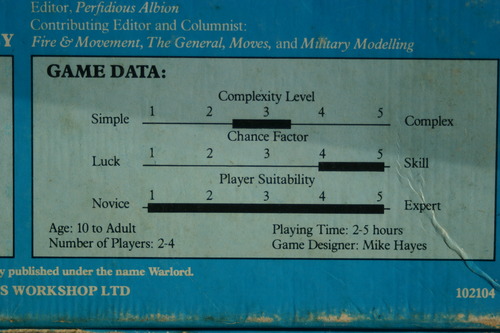 Editor, Perfidious Albion
Contributing Editor and Columnist:
Y Fire & Movement, The General, Moves, and Military Modelling
GAME DATA:
Complexity Level
Simple 1 2 3 4 5 Complex
Chance Factor
Luck 1 2 3 4 5 Skill
Player Suitability
Novice 1 2 3 4 5 Expert
Age: 10 to Adult
Number of Players: 2-4
Playing Time: 2-5 hours
Game Designer: Mike Hayes
y published under the name Warlord.
S WORKSHOP LTD
102104